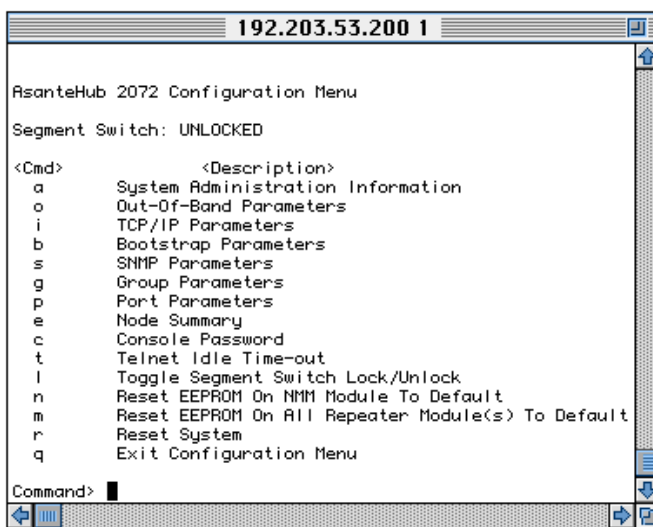 192.203.53.200 1
AsanteHub 2072 Configuration Menu
Segment Switch: UNLOCKED
<Cmd> <Description>
a System Administration Information
o Out-Of-Band Parameters
i TCP/IP Parameters
b Bootstrap Parameters
s SNMP Parameters
g Group Parameters
p Port Parameters
e Node Summary
c Console Password
t Telnet Idle Time-out
l Toggle Segment Switch Lock/Unlock
n Reset EEPROM On NMM Module To Default
m Reset EEPROM On All Repeater Module(s) To Default
r Reset System
q Exit Configuration Menu
Command>